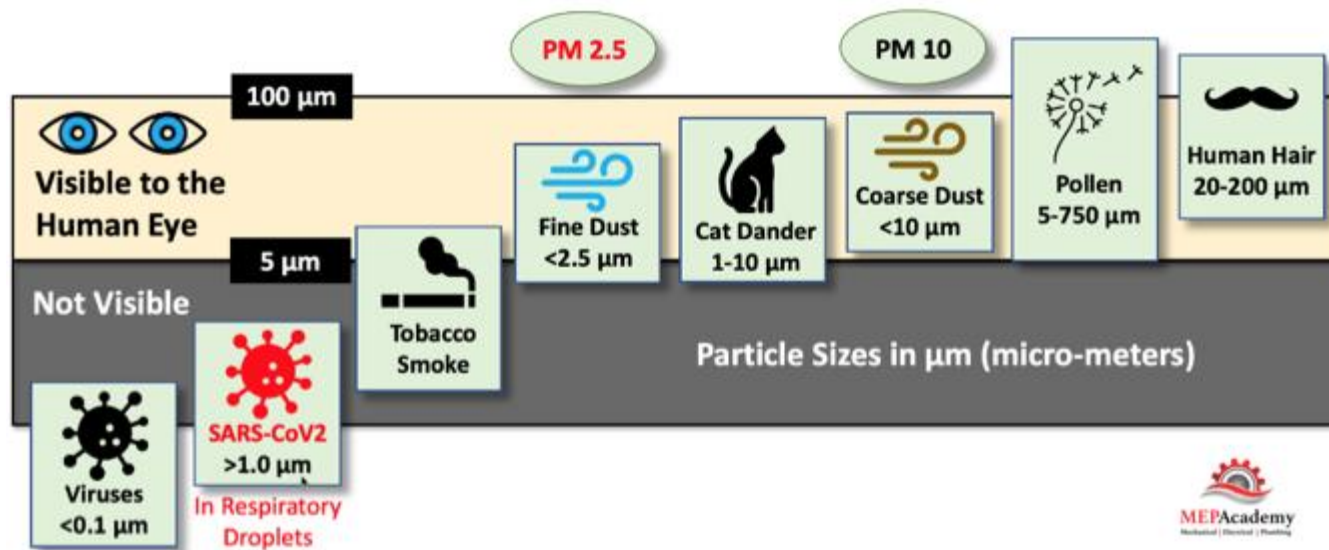 PM 2.5
PM 10
100 µm
Visible to the
Human Eye
5 µm
Not Visible
Viruses
<0.1 µm
SARS-CoV2
>1.0 µm
In Respiratory
Droplets
Tobacco
Smoke
Fine Dust
<2.5 µm
Cat Dander
1-10 µm
Coarse Dust
<10 µm
Pollen
5-750 µm
Human Hair
20-200 µm
Particle Sizes in µm (micro-meters)
MEPAcademy
Mechanical | Electrical | Plumbing